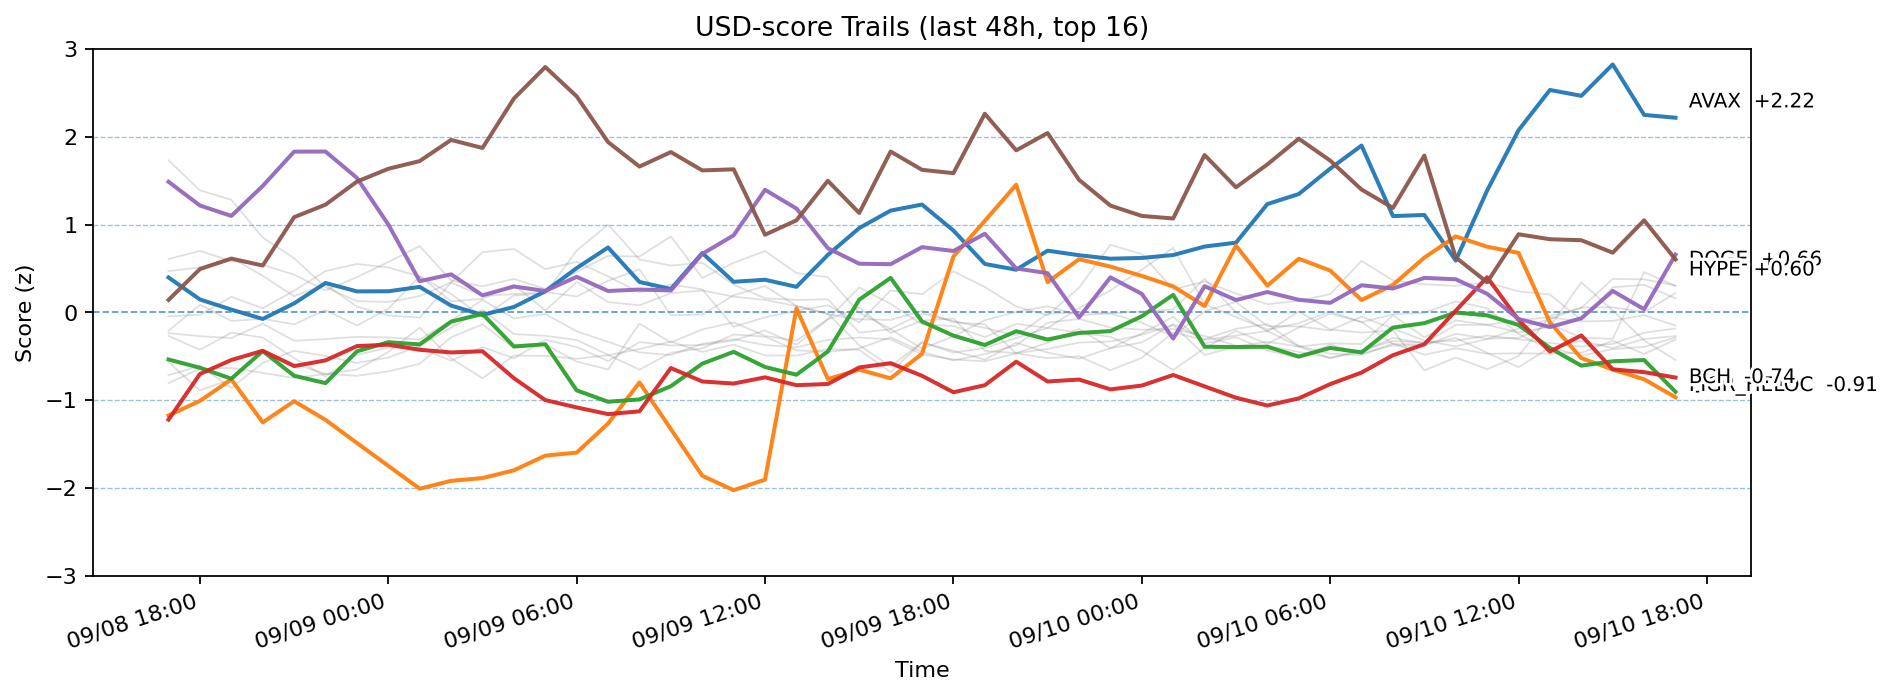 USD-score Trails (last 48h, top 16)
3
2
1
0
−1
−2
−3
Score (z)
AVAX +2.22
DOGE +0.66
HYPE +0.60
BCH -0.74
-0.91
09/08 18:00
09/09 00:00
09/09 06:00
09/09 12:00
09/09 18:00
09/10 00:00
09/10 06:00
09/10 12:00
09/10 18:00
Time